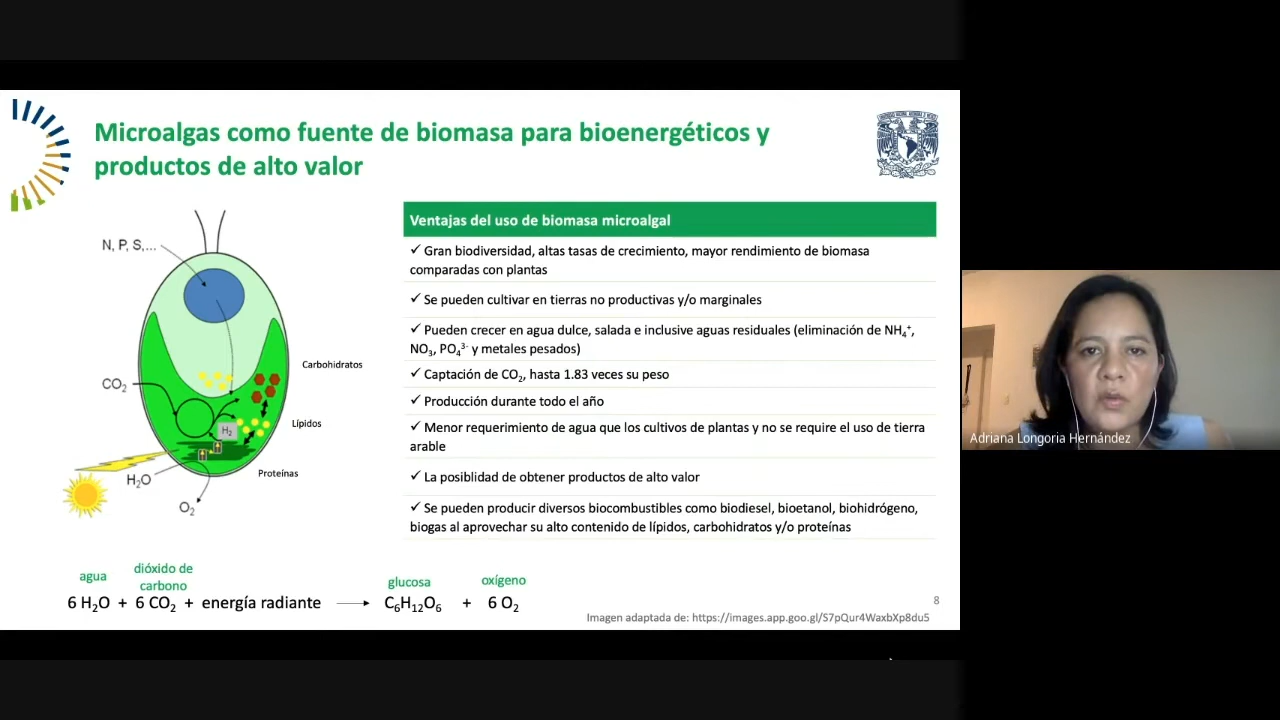 Microalgas como fuente de biomasa para bioenergéticos y
productos de alto valor
N, P, S,...
CO₂
H₂
H₂O
O₂
Carbohidratos
Lípidos
Proteínas
Ventajas del uso de biomasa microalgal
✓ Gran biodiversidad, altas tasas de crecimiento, mayor rendimiento de biomasa
comparadas con plantas
✓ Se pueden cultivar en tierras no productivas y/o marginales
✓ Pueden crecer en agua dulce, salada e inclusive aguas residuales (eliminación de NH₄⁺,
NO₃, PO₄³⁻ y metales pesados)
✓ Captación de CO₂, hasta 1.83 veces su peso
✓ Producción durante todo el año
✓ Menor requerimiento de agua que los cultivos de plantas y no se require el uso de tierra
arable
✓ La posiblidad de obtener productos de alto valor
✓ Se pueden producir diversos biocombustibles como biodiesel, bioetanol, biohidrógeno,
biogas al aprovechar su alto contenido de lípidos, carbohidratos y/o proteínas
agua
dióxido de
carbono
glucosa
oxígeno
6 H₂O + 6 CO₂ + energía radiante → C₆H₁₂O₆ + 6 O₂
8
Imagen adaptada de: https://images.app.goo.gl/S7pQur4WaxbXp8du5
Adriana Longoria Hernández